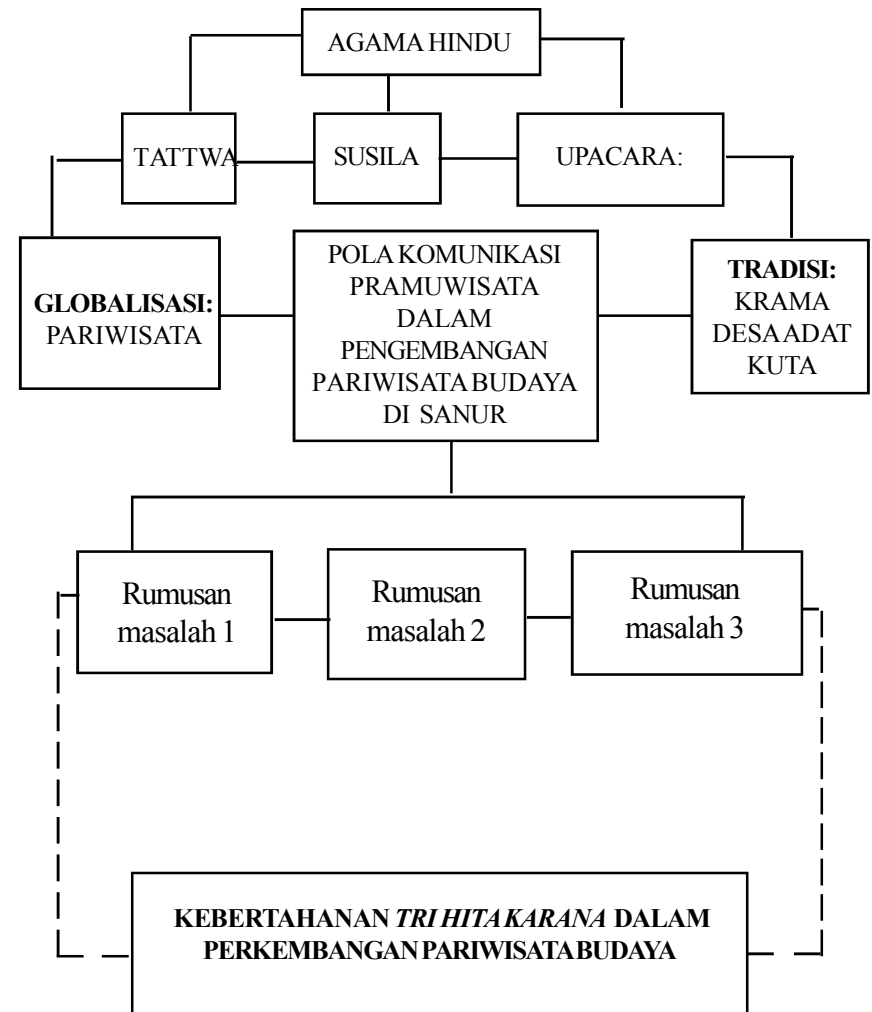 AGAMA HINDU
TATTWA
SUSILA
UPACARA:
GLOBALISASI:
PARIWISATA
POLA KOMUNIKASI
PRAMUWISATA
DALAM
PENGEMBANGAN
PARIWISATA BUDAYA
DI SANUR
TRADISI:
KRAMA
DESA ADAT
KUTA
Rumusan
masalah 1
Rumusan
masalah 2
Rumusan
masalah 3
KEBERTAHANAN TRI HITA KARANA DALAM
PERKEMBANGAN PARIWISATA BUDAYA